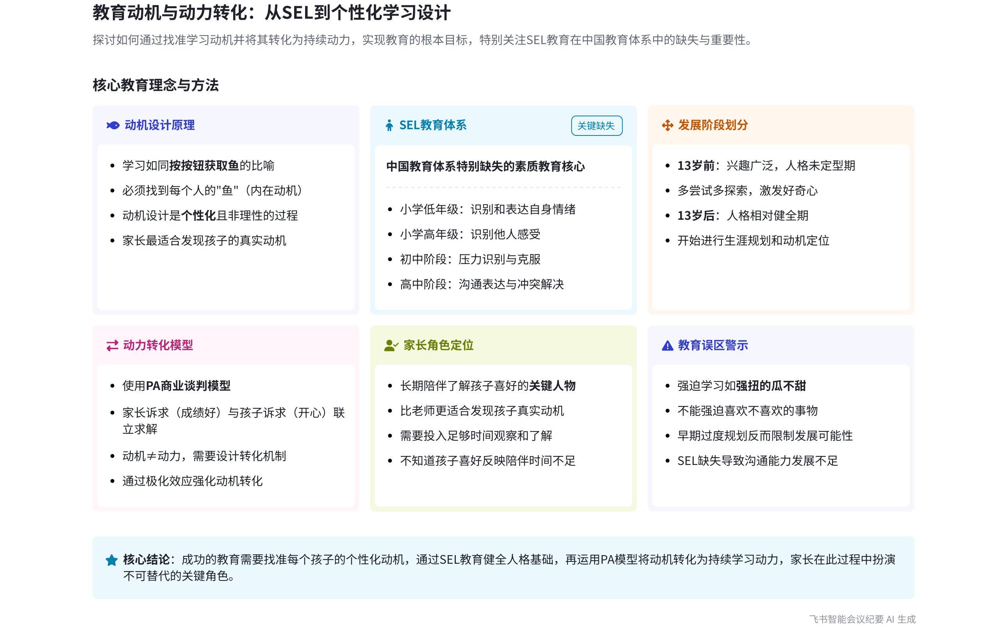 教育动机与动力转化：从SEL到个性化学习设计
探讨如何通过找准学习动机并将其转化为持续动力，实现教育的根本目标，特别关注SEL教育在中国教育体系中的缺失与重要性。
核心教育理念与方法
动机设计原理
学习如同按按钮获取鱼的比喻
必须找到每个人的"鱼"（内在动机）
动机设计是个性化且非理性的过程
家长最适合发现孩子的真实动机
SEL教育体系
关键缺失
中国教育体系特别缺失的素质教育核心
小学低年级：识别和表达自身情绪
小学高年级：识别他人感受
初中阶段：压力识别与克服
高中阶段：沟通表达与冲突解决
发展阶段划分
13岁前：兴趣广泛，人格未定型期
多尝试多探索，激发好奇心
13岁后：人格相对健全期
开始进行生涯规划和动机定位
动力转化模型
使用PA商业谈判模型
家长诉求（成绩好）与孩子诉求（开心）联
立求解
动机≠动力，需要设计转化机制
通过极化效应强化动机转化
家长角色定位
长期陪伴了解孩子喜好的关键人物
比老师更适合发现孩子真实动机
需要投入足够时间观察和了解
不知道孩子喜好反映陪伴时间不足
教育误区警示
强迫学习如强扭的瓜不甜
不能强迫喜欢不喜欢的事物
早期过度规划反而限制发展可能性
SEL缺失导致沟通能力发展不足
核心结论：成功的教育需要找准每个孩子的个性化动机，通过SEL教育健全人格基础，再运用PA模型将动机转化为持续学习动力，家长在此过程中扮演
不可替代的关键角色。
飞书智能会议纪要 AI 生成